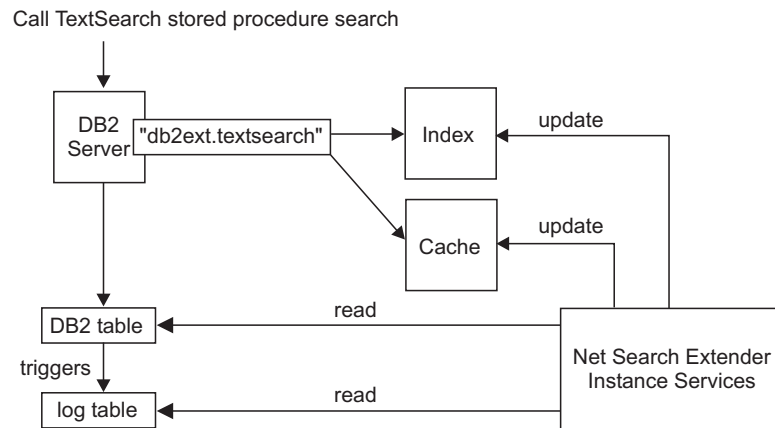 Call TextSearch stored procedure search
DB2
Server
"db2ext.textsearch"
Index
update
Cache
update
DB2 table
read
triggers
log table
read
Net Search Extender
Instance Services